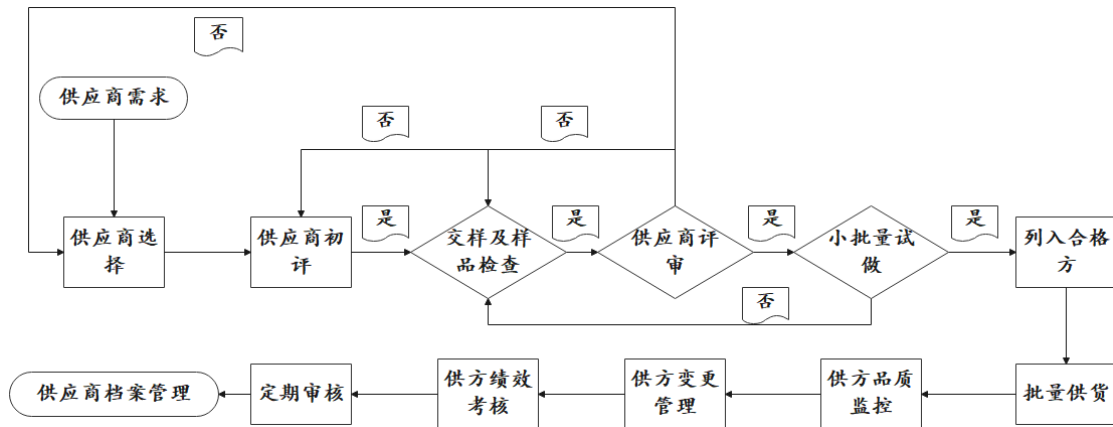 否
供应商需求
否
否
是
是
是
是
供应商选
择
供应商初
评
交样及样
品检查
供应商评
审
小批量试
做
列入合格
方
否
供应商档案管理
定期审核
供方绩效
考核
供方变更
管理
供方品质
监控
批量供货